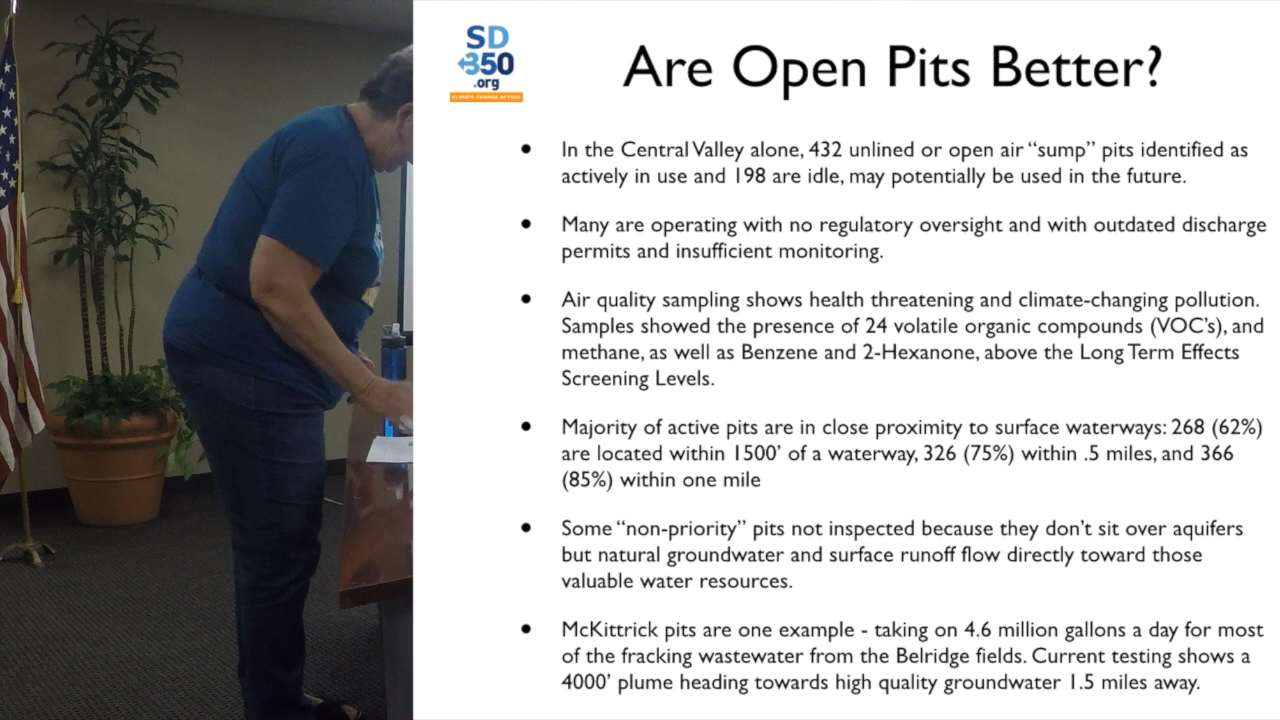 SD
350
.org
CLIMATE CHANGE ACTION
Are Open Pits Better?
• In the Central Valley alone, 432 unlined or open air “sump” pits identified as
actively in use and 198 are idle, may potentially be used in the future.
• Many are operating with no regulatory oversight and with outdated discharge
permits and insufficient monitoring.
• Air quality sampling shows health threatening and climate-changing pollution.
Samples showed the presence of 24 volatile organic compounds (VOC’s), and
methane, as well as Benzene and 2-Hexanone, above the Long Term Effects
Screening Levels.
• Majority of active pits are in close proximity to surface waterways: 268 (62%)
are located within 1500’ of a waterway, 326 (75%) within .5 miles, and 366
(85%) within one mile
• Some “non-priority” pits not inspected because they don’t sit over aquifers
but natural groundwater and surface runoff flow directly toward those
valuable water resources.
• McKittrick pits are one example - taking on 4.6 million gallons a day for most
of the fracking wastewater from the Belridge fields. Current testing shows a
4000’ plume heading towards high quality groundwater 1.5 miles away.